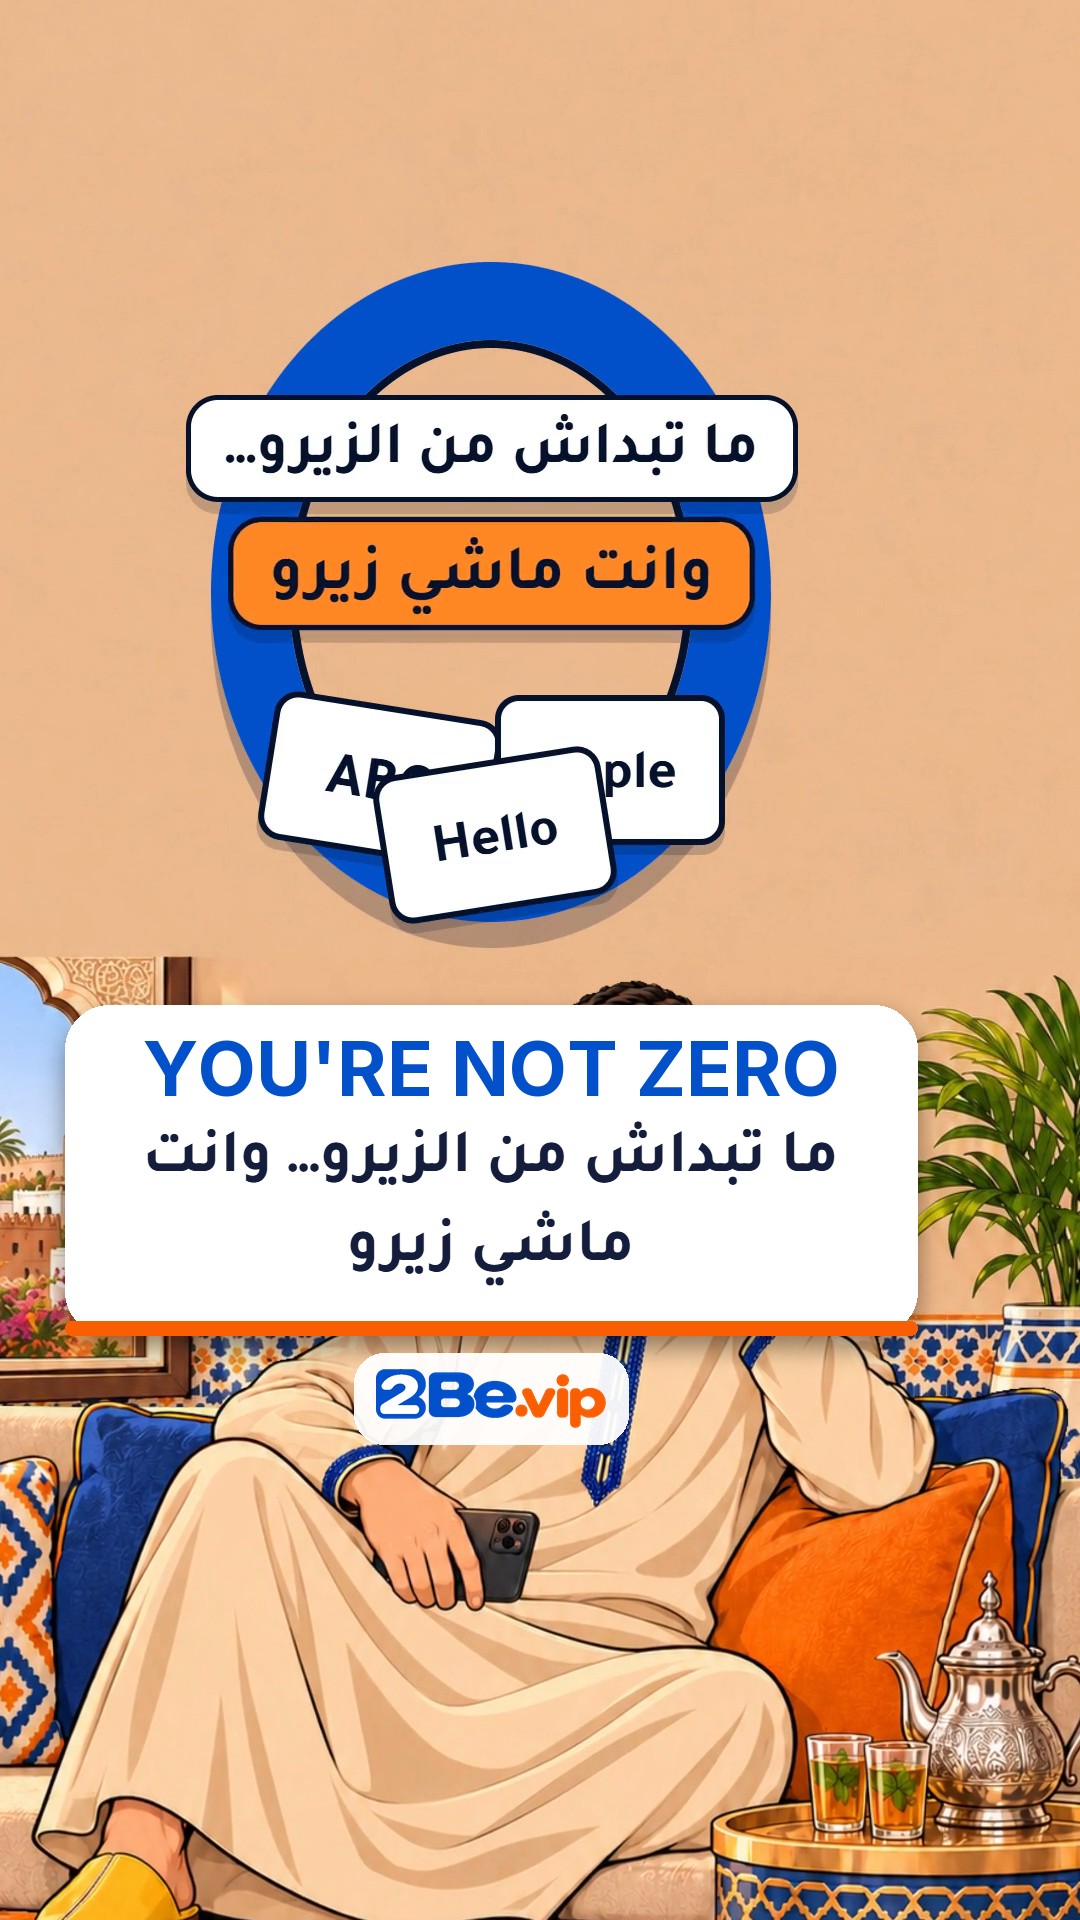 ما تبداش من الزيرو...
وانت ماشي زيرو
Hello
YOU'RE NOT ZERO
ما تبداش من الزيرو... وانت
ماشي زيرو
2Be.vip